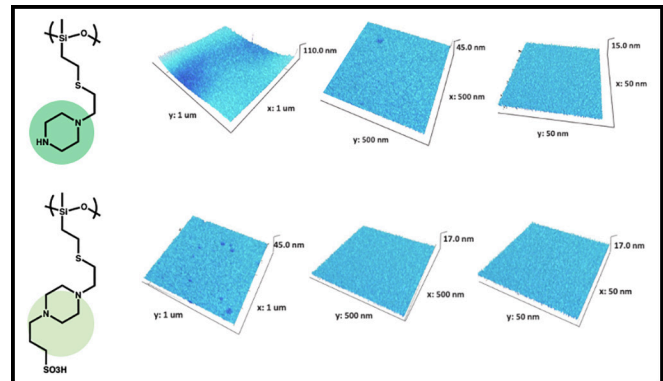 Si
O
S
N
HN
110.0 nm
y: 1 um
x: 1 um
45.0 nm
x: 500 nm
y: 500 nm
15.0 nm
x: 50 nm
y: 50 nm
Si
O
S
N
N
SO3H
45.0 nm
y: 1 um
x: 1 um
17.0 nm
x: 500 nm
y: 500 nm
17.0 nm
x: 50 nm
y: 50 nm